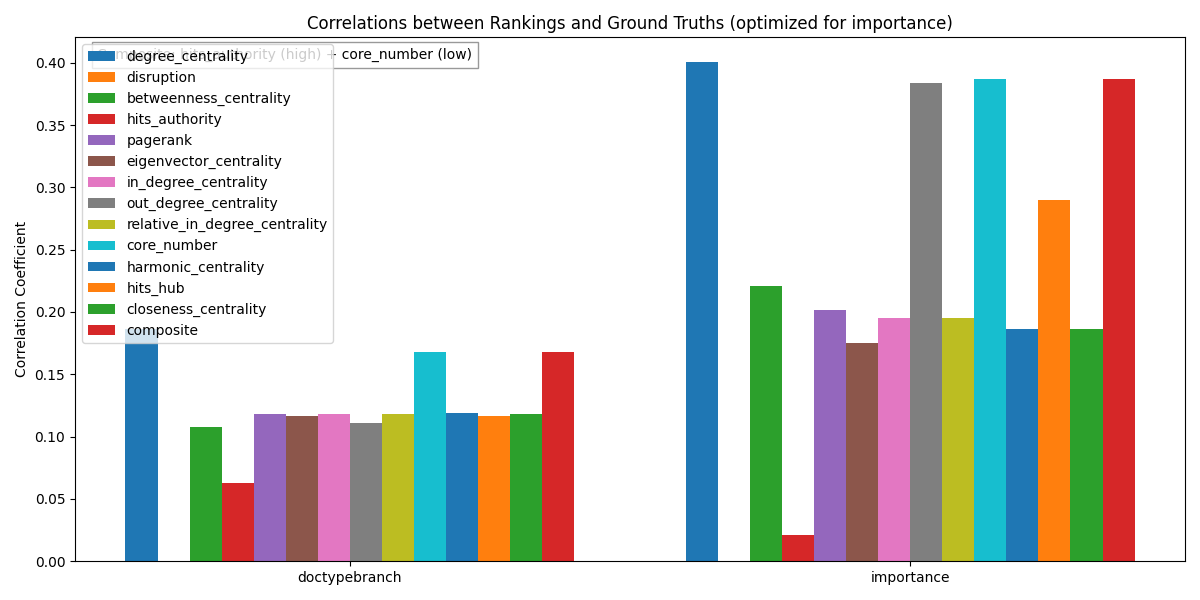 Correlations between Rankings and Ground Truths (optimized for importance)
Composite: hits_authority (high) + core_number (low)
degree_centrality
disruption
betweenness_centrality
hits_authority
pagerank
eigenvector_centrality
in_degree_centrality
out_degree_centrality
relative_in_degree_centrality
core_number
harmonic_centrality
hits_hub
closeness_centrality
composite
Correlation Coefficient
0.40
0.35
0.30
0.25
0.20
0.15
0.10
0.05
0.00
doctypebranch
importance